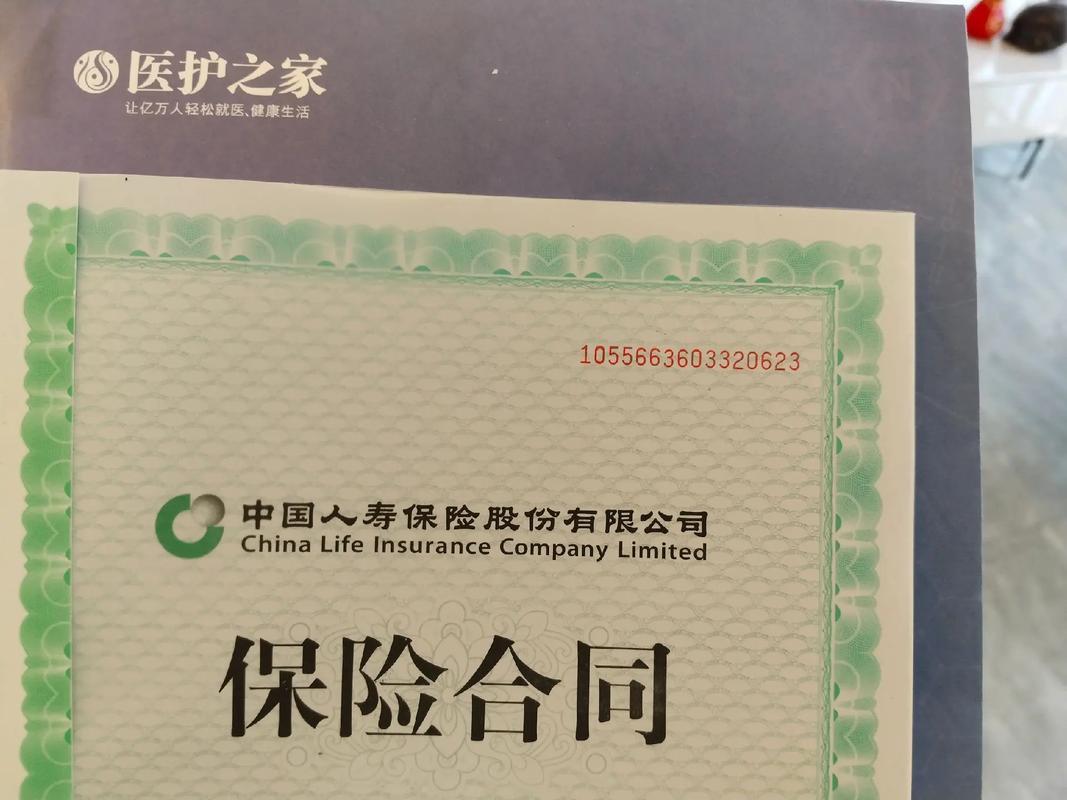 医护之家
让亿万人轻松就医、健康生活
1055663603320623
中国人寿保险股份有限公司
China Life Insurance Company Limited
保险合同